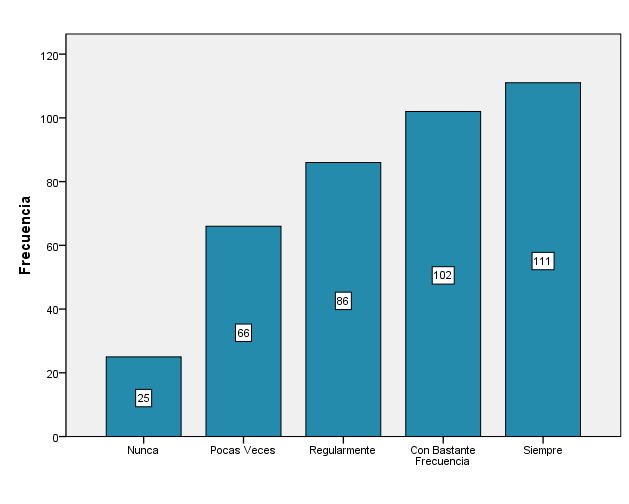 Frecuencia
120
100
80
60
40
20
0
25
66
86
102
111
Nunca
Pocas Veces
Regularmente
Con Bastante
Frecuencia
Siempre